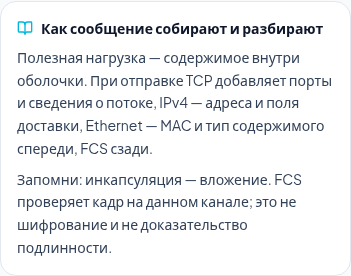 Как сообщение собирают и разбирают
Полезная нагрузка — содержимое внутри
оболочки. При отправке TCP добавляет порты
и сведения о потоке, IPv4 — адреса и поля
доставки, Ethernet — MAC и тип содержимого
спереди, FCS сзади.
Запомни: инкапсуляция — вложение. FCS
проверяет кадр на данном канале; это не
шифрование и не доказательство
подлинности.